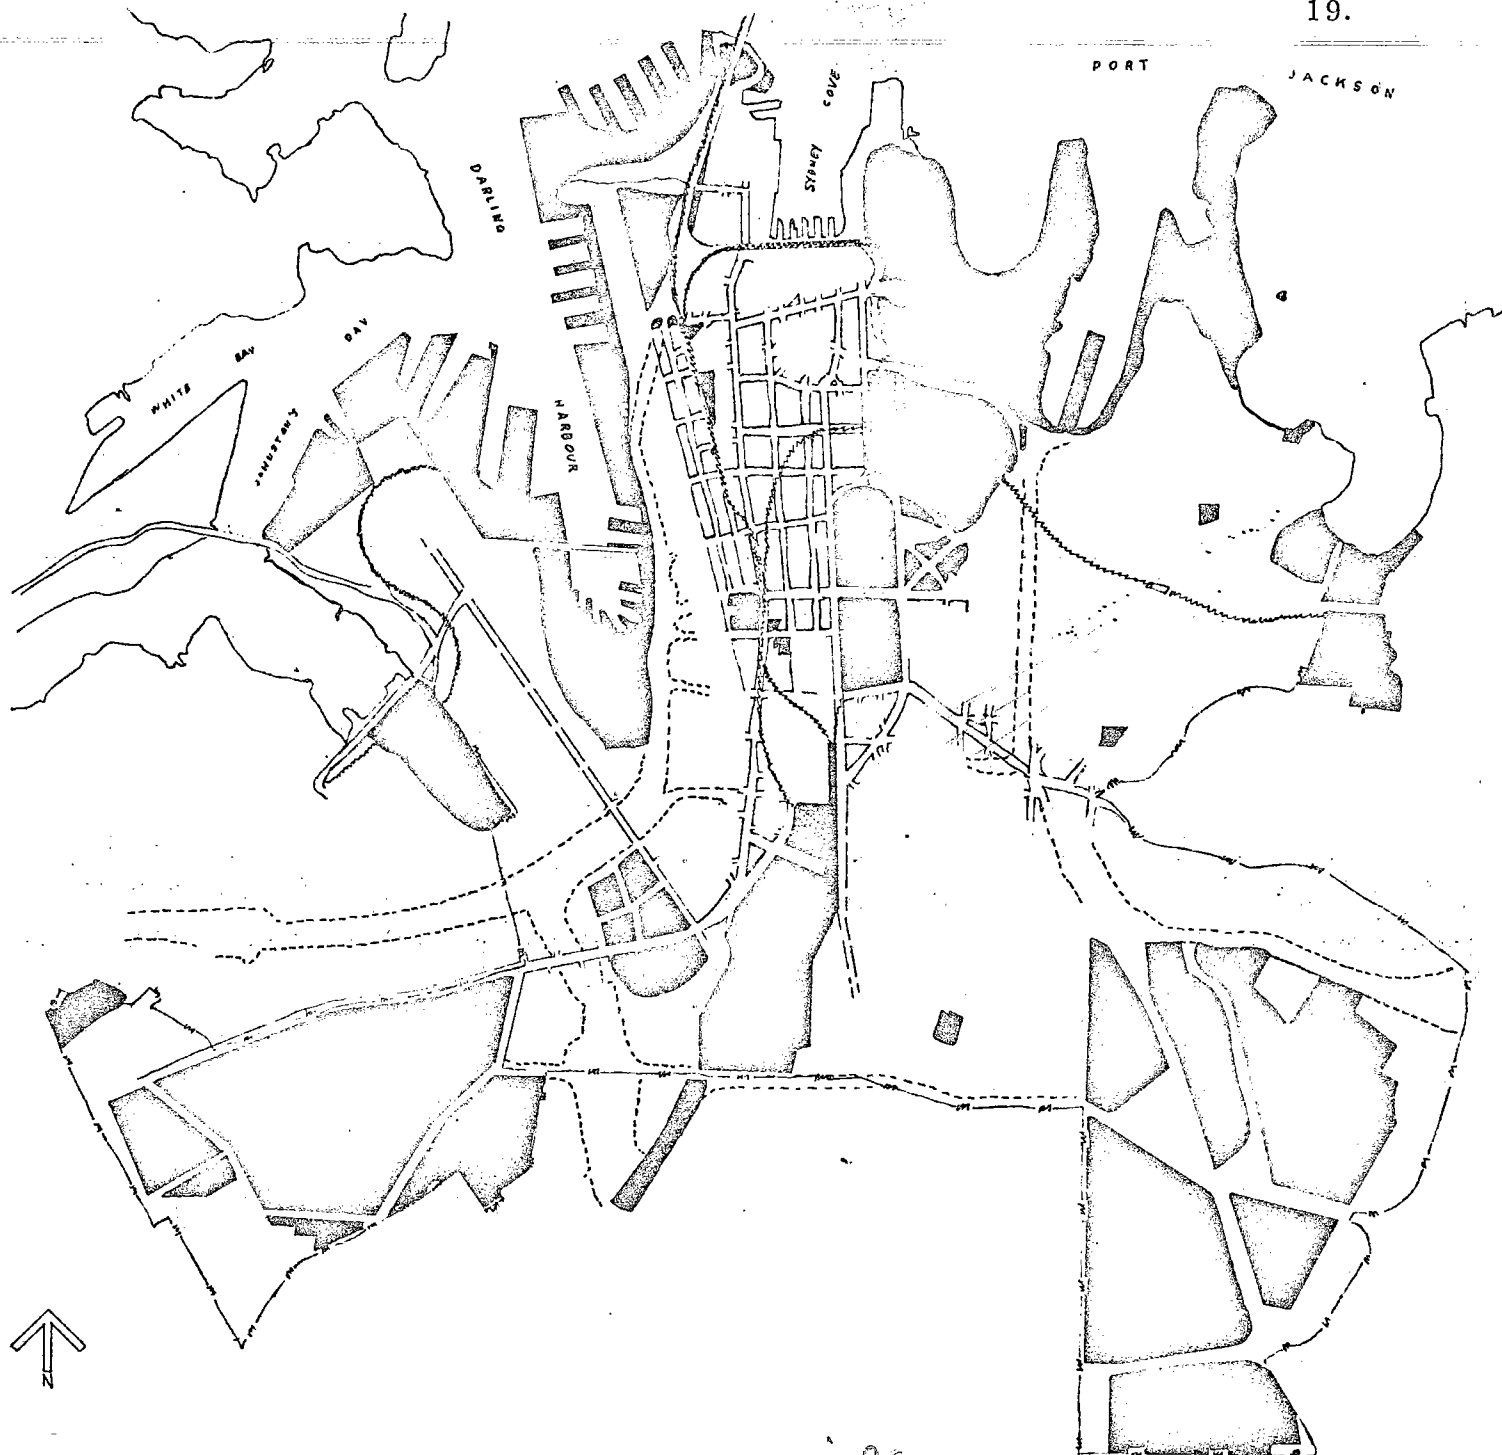 19.
PORT JACKSON
SYDNEY COVE
DARLING HARBOUR
WHITE BAY
JOHNSTON'S BAY
N